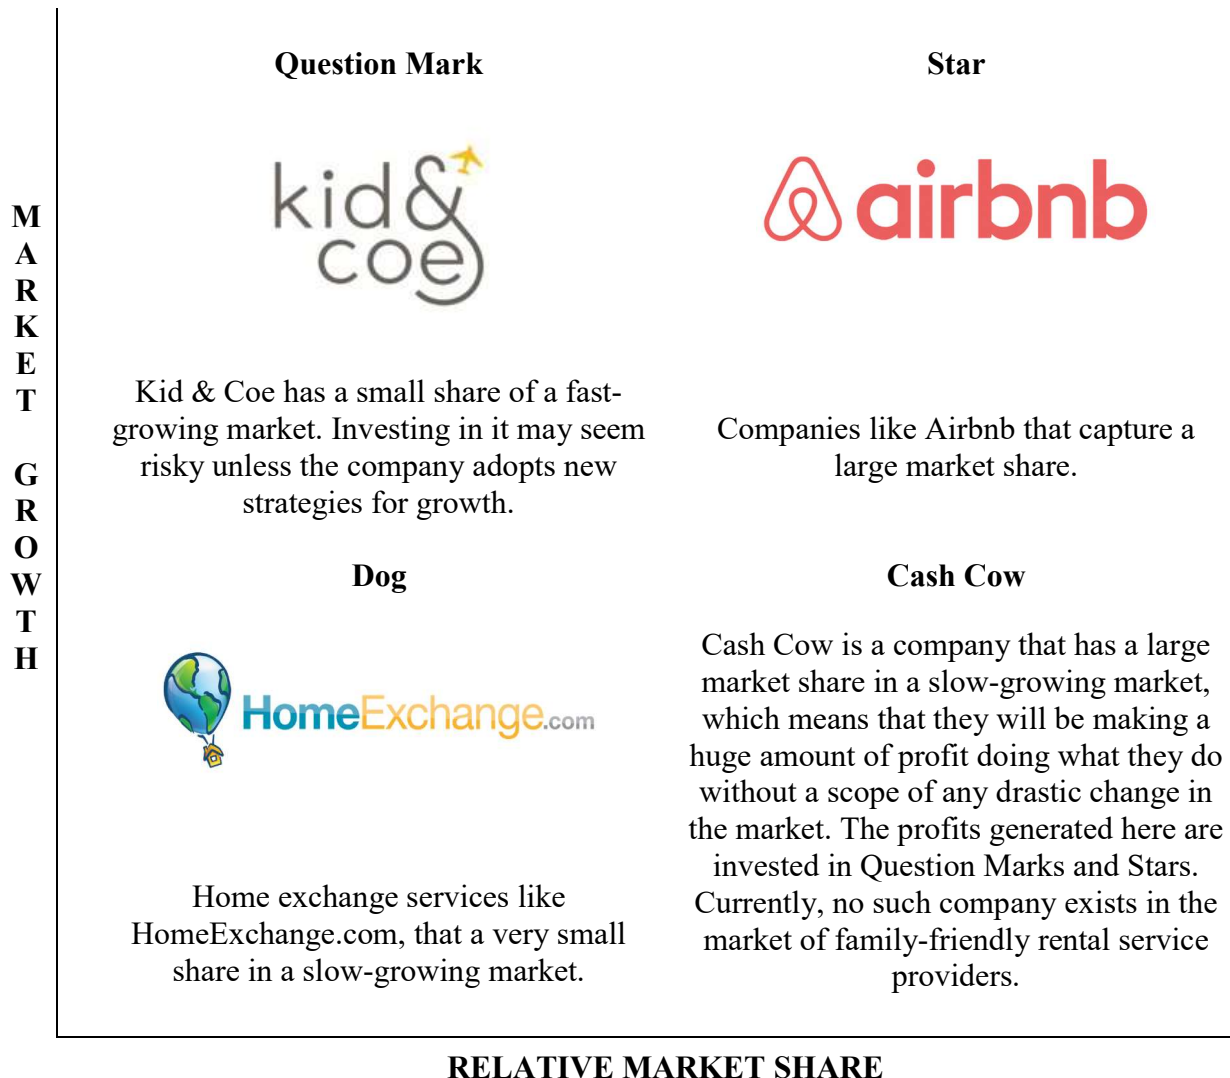 Question Mark
kid&
coe
Kid & Coe has a small share of a fast-
growing market. Investing in it may seem
risky unless the company adopts new
strategies for growth.
Star
airbnb
Companies like Airbnb that capture a
large market share.
Dog
HomeExchange.com
Home exchange services like
HomeExchange.com, that a very small
share in a slow-growing market.
Cash Cow
Cash Cow is a company that has a large
market share in a slow-growing market,
which means that they will be making a
huge amount of profit doing what they do
without a scope of any drastic change in
the market. The profits generated here are
invested in Question Marks and Stars.
Currently, no such company exists in the
market of family-friendly rental service
providers.
MARKET GROWTH
RELATIVE MARKET SHARE